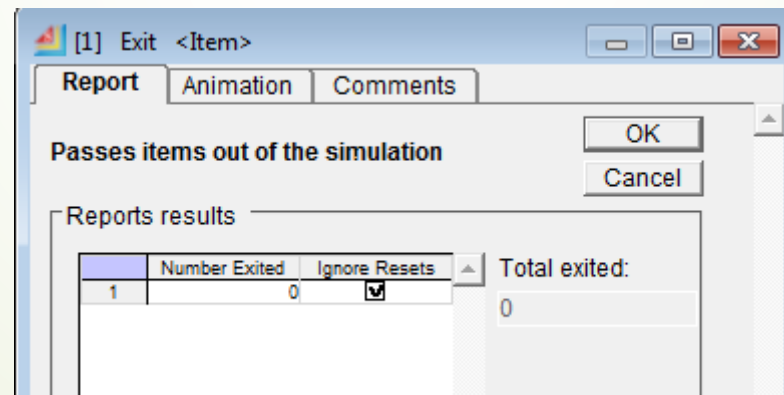 [1] Exit <Item>
Report Animation Comments
OK
Passes items out of the simulation
Cancel
Reports results
Number Exited Ignore Resets
Total exited:
1 0
0